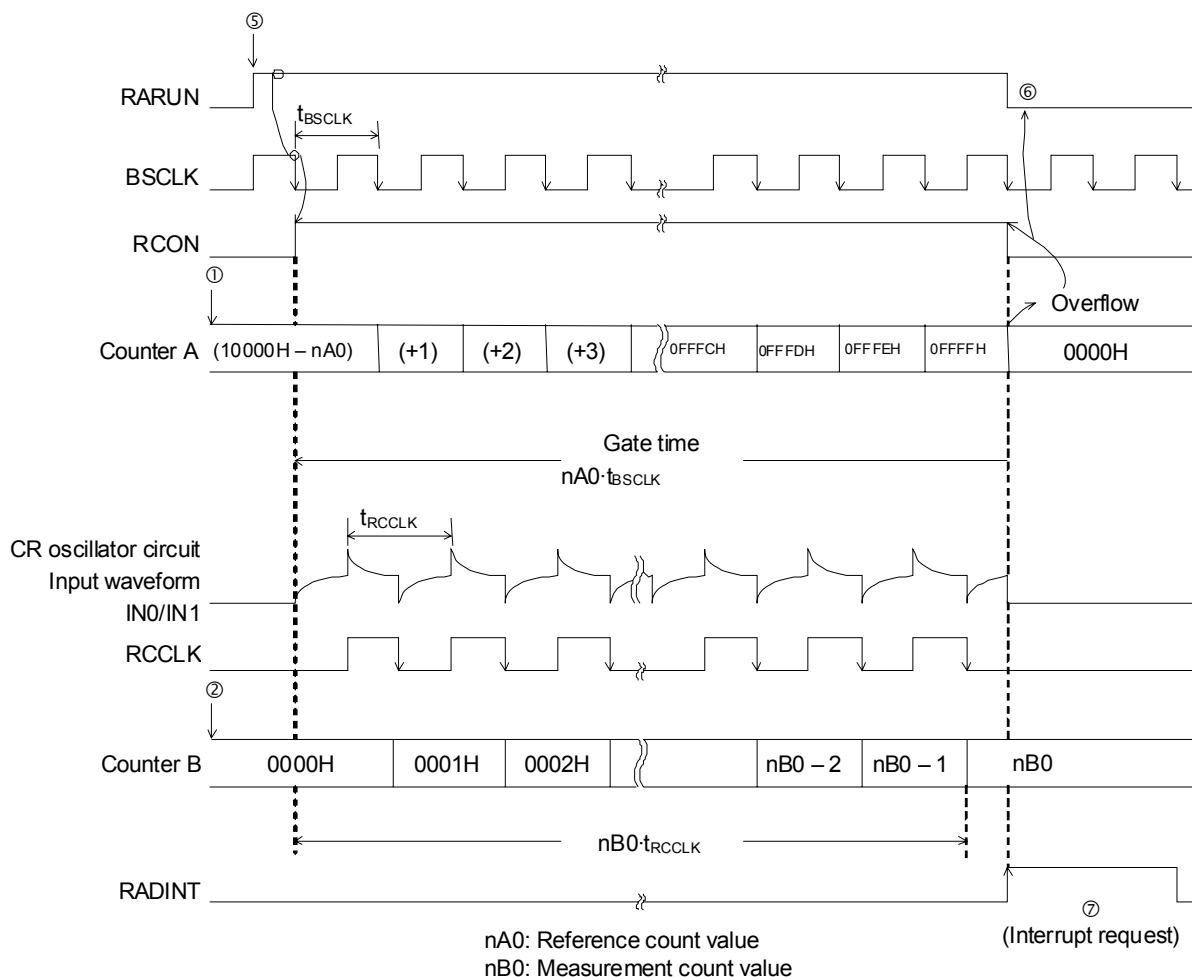 ⑤
RARUN
⑥
tBSCLK
BSCLK
RCON
①
Overflow
Counter A (10000H – nA0) (+1) (+2) (+3) 0FFFCH 0FFFDH 0FFFEH 0FFFFH 0000H
Gate time
nA0·tBSCLK
tRCCLK
CR oscillator circuit
Input waveform
IN0/IN1
RCCLK
②
Counter B 0000H 0001H 0002H nB0 – 2 nB0 – 1 nB0
nB0·tRCCLK
RADINT
⑦
(Interrupt request)
nA0: Reference count value
nB0: Measurement count value